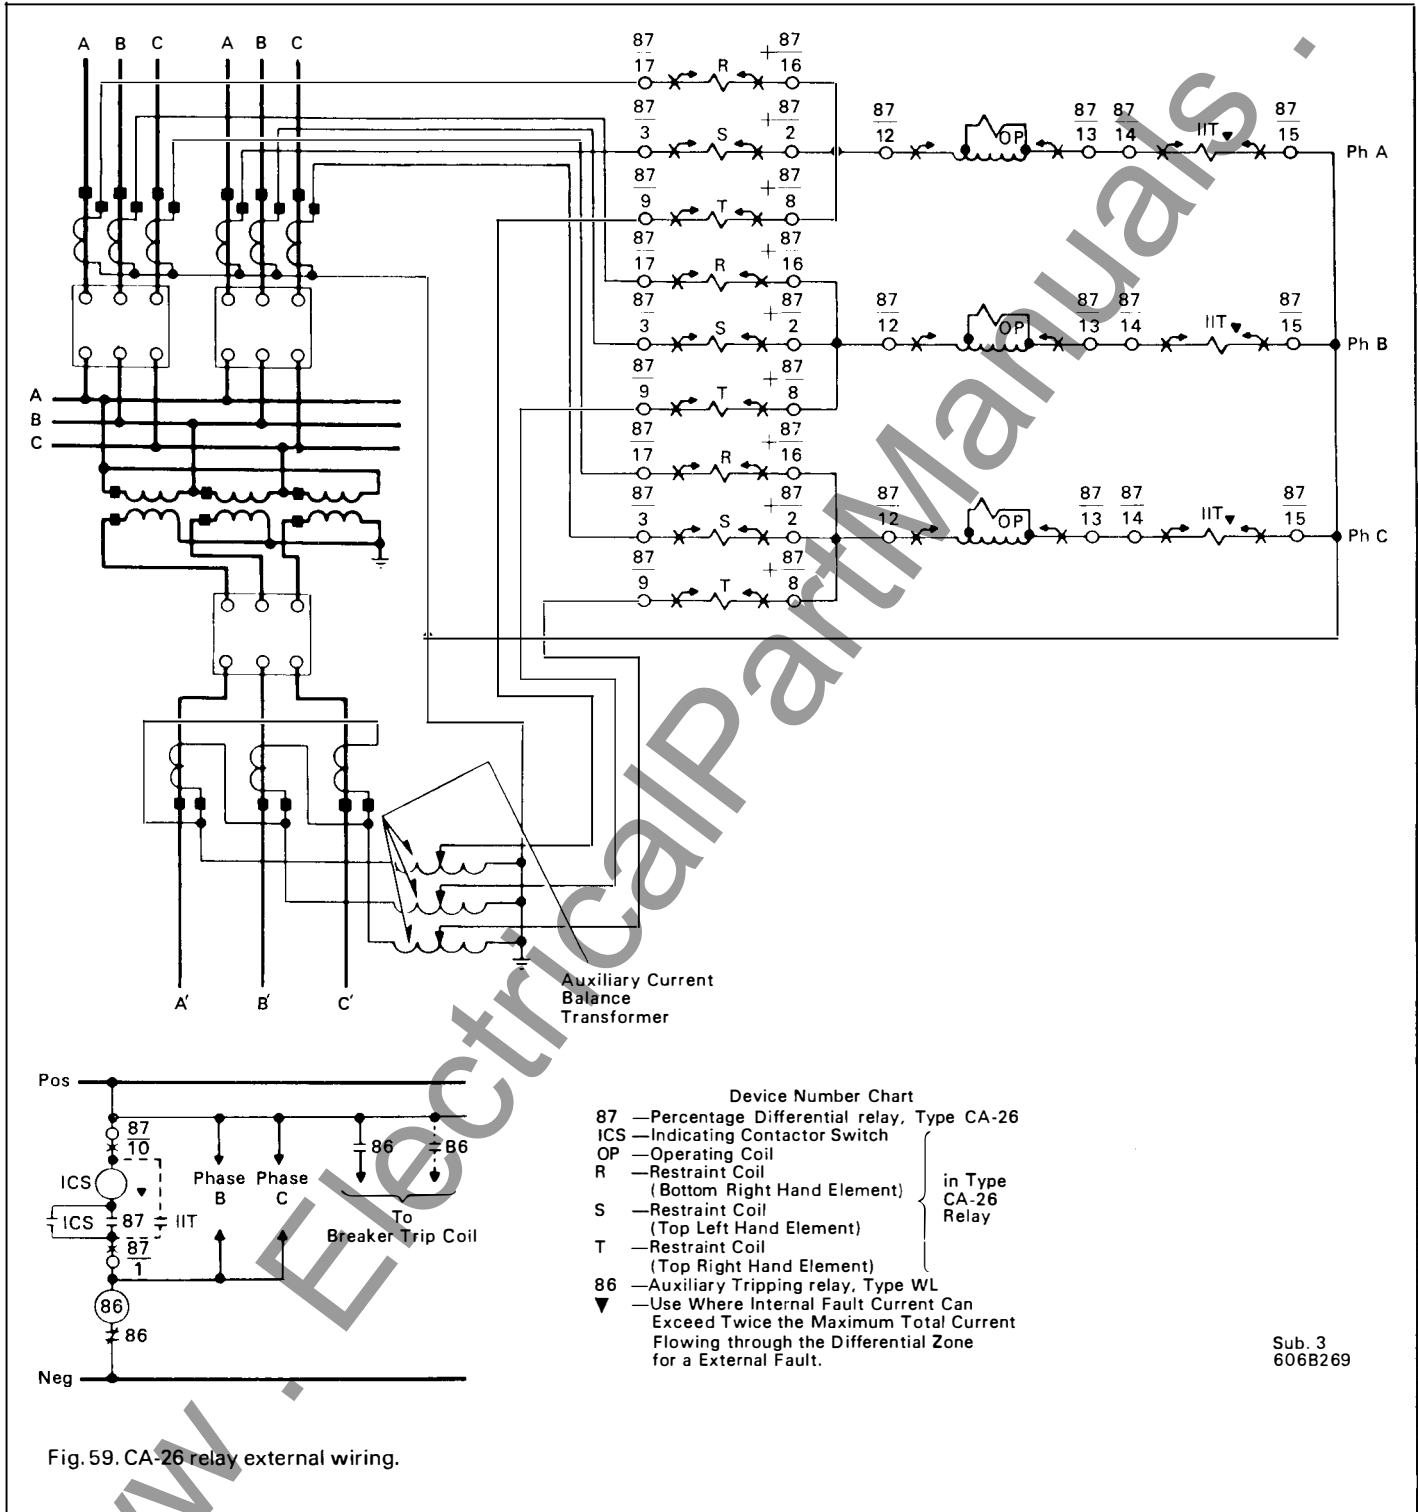 A B C A B C
87
17
R
+ 87
16
87
3
S
+ 87
2
87
12
OP
87
13
87
14
IIT
87
15
Ph A
87
9
T
+ 87
8
87
17
R
+ 87
16
87
3
S
+ 87
2
87
12
OP
87
13
87
14
IIT
87
15
Ph B
87
9
T
+ 87
8
87
17
R
+ 87
16
87
3
S
+ 87
2
87
12
OP
87
13
87
14
IIT
87
15
Ph C
87
9
T
+ 87
8
A
B
C
A' B' C'
Auxiliary Current
Balance
Transformer
Pos
87
10
ICS
ICS
87
IIT
87
1
86
86
Neg
Phase
B
Phase
C
86
B6
To
Breaker Trip Coil
Device Number Chart
87 —Percentage Differential relay, Type CA-26
ICS —Indicating Contactor Switch
OP —Operating Coil
R —Restraint Coil
(Bottom Right Hand Element)
S —Restraint Coil
(Top Left Hand Element)
T —Restraint Coil
(Top Right Hand Element)
in Type
CA-26
Relay
86 —Auxiliary Tripping relay, Type WL
▼ —Use Where Internal Fault Current Can
Exceed Twice the Maximum Total Current
Flowing through the Differential Zone
for a External Fault.
Sub. 3
606B269
Fig. 59. CA-26 relay external wiring.
w . ElectricalPartManuals .